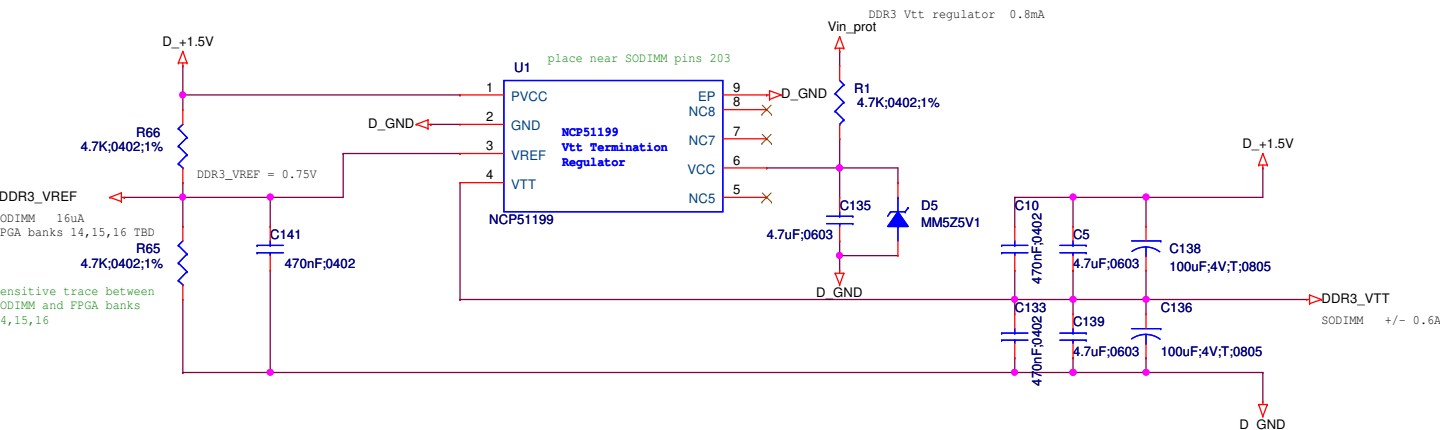 DDR3 Vtt regulator 0.8mA
Vin_prot
D_+1.5V
place near SODIMM pins 203
U1
1
PVCC
2
GND
3
VREF
4
VTT
NCP51199
Vtt Termination
Regulator
9
EP
8
NC8
7
NC7
6
VCC
5
NC5
NCP51199
D_GND
D_GND
R1
4.7K;0402;1%
R66
4.7K;0402;1%
DDR3_VREF = 0.75V
DDR3_VREF
ODIMM 16uA
PGA banks 14,15,16 TBD
R65
4.7K;0402;1%
C141
470nF;0402
ensitive trace between
ODIMM and FPGA banks
4,15,16
C135
4.7uF;0603
D5
MM5Z5V1
D_GND
D_+1.5V
C10
470nF;0402
C5
4.7uF;0603
C138
100uF;4V;T;0805
DDR3_VTT
SODIMM +/- 0.6A
C133
470nF;0402
C139
4.7uF;0603
C136
100uF;4V;T;0805
D_GND